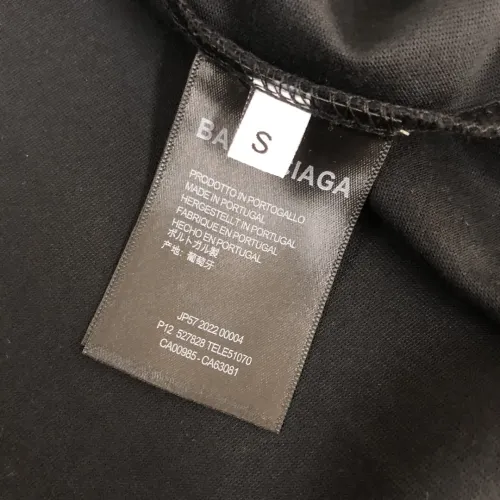 S
BA IAGA
PRODOTTO IN PORTOGALLO
MADE IN PORTUGAL
HERGESTELLT IN PORTUGAL
FABRIQUE EN PORTUGAL
HECHO EN PORTUGAL
ポルトガル製
产地: 葡萄牙
JP57 2022 00004
P12 527828 TELE51070
CA00985-CA63081